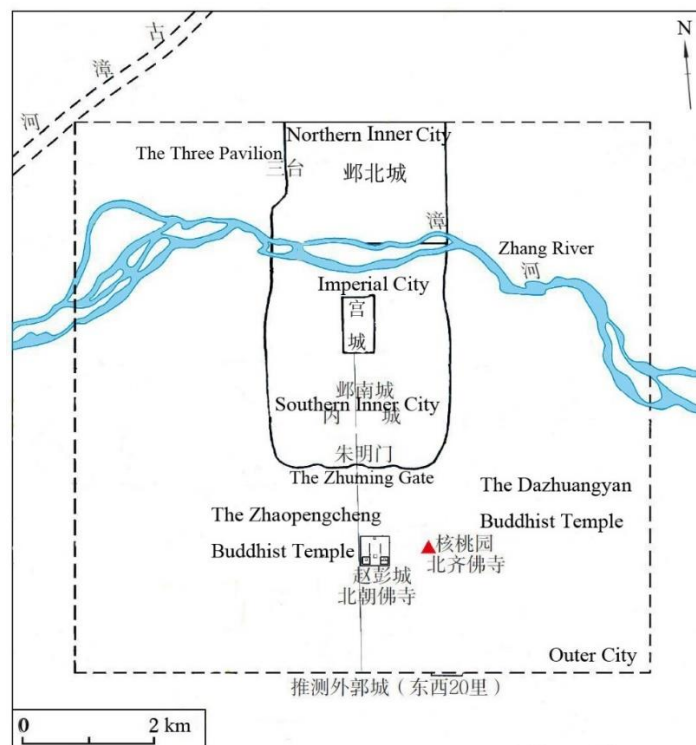 N
古
漳
河
Northern Inner City
The Three Pavilion
三台
邺北城
漳
Zhang River
河
Imperial City
宫
城
邺南城
Southern Inner City
内 城
朱明门
The Zhuming Gate
The Dazhuangyan
Buddhist Temple
The Zhaopengcheng
Buddhist Temple
核桃园
北齐佛寺
赵彭城
北朝佛寺
Outer City
推测外郭城（东西20里）
0 2 km